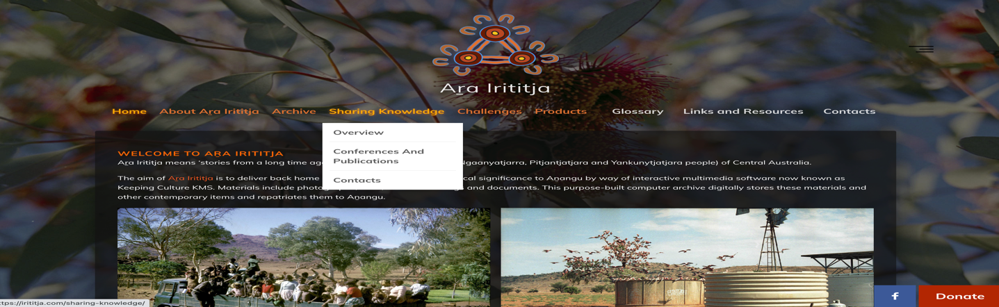 Aṟa Irititja
Home About Aṟa Irititja Archive Sharing Knowledge Challenges Products Glossary Links and Resources Contacts
Overview
Conferences And
Publications
Contacts
WELCOME TO AṞA IRITITJA
Aṟa Irititja means 'stories from a long time ag Ngaanyatjarra, Pitjantjatjara and Yankunytjatjara people) of Central Australia.
The aim of Aṟa Irititja is to deliver back home cal significance to Aṉangu by way of interactive multimedia software now known as
Keeping Culture KMS. Materials include photog s and documents. This purpose-built computer archive digitally stores these materials and
other contemporary items and repatriates them to Aṉangu.
f Donate
ttps://irititja.com/sharing-knowledge/